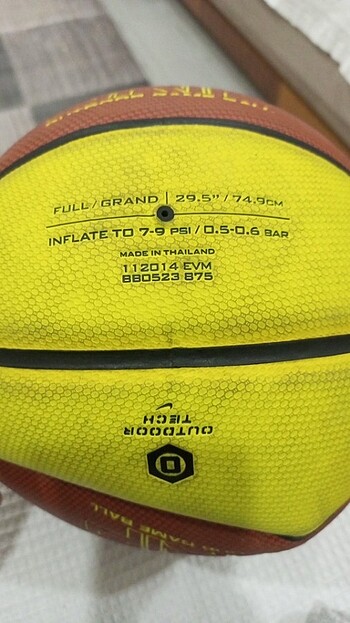 FULL / GRAND | 29.5" / 74.9CM
INFLATE TO 7-9 PSI / 0.5-0.6 BAR
MADE IN THAILAND
112014 EVM
BB0523 875
OUTDOOR
TECH
O
GAME BALL